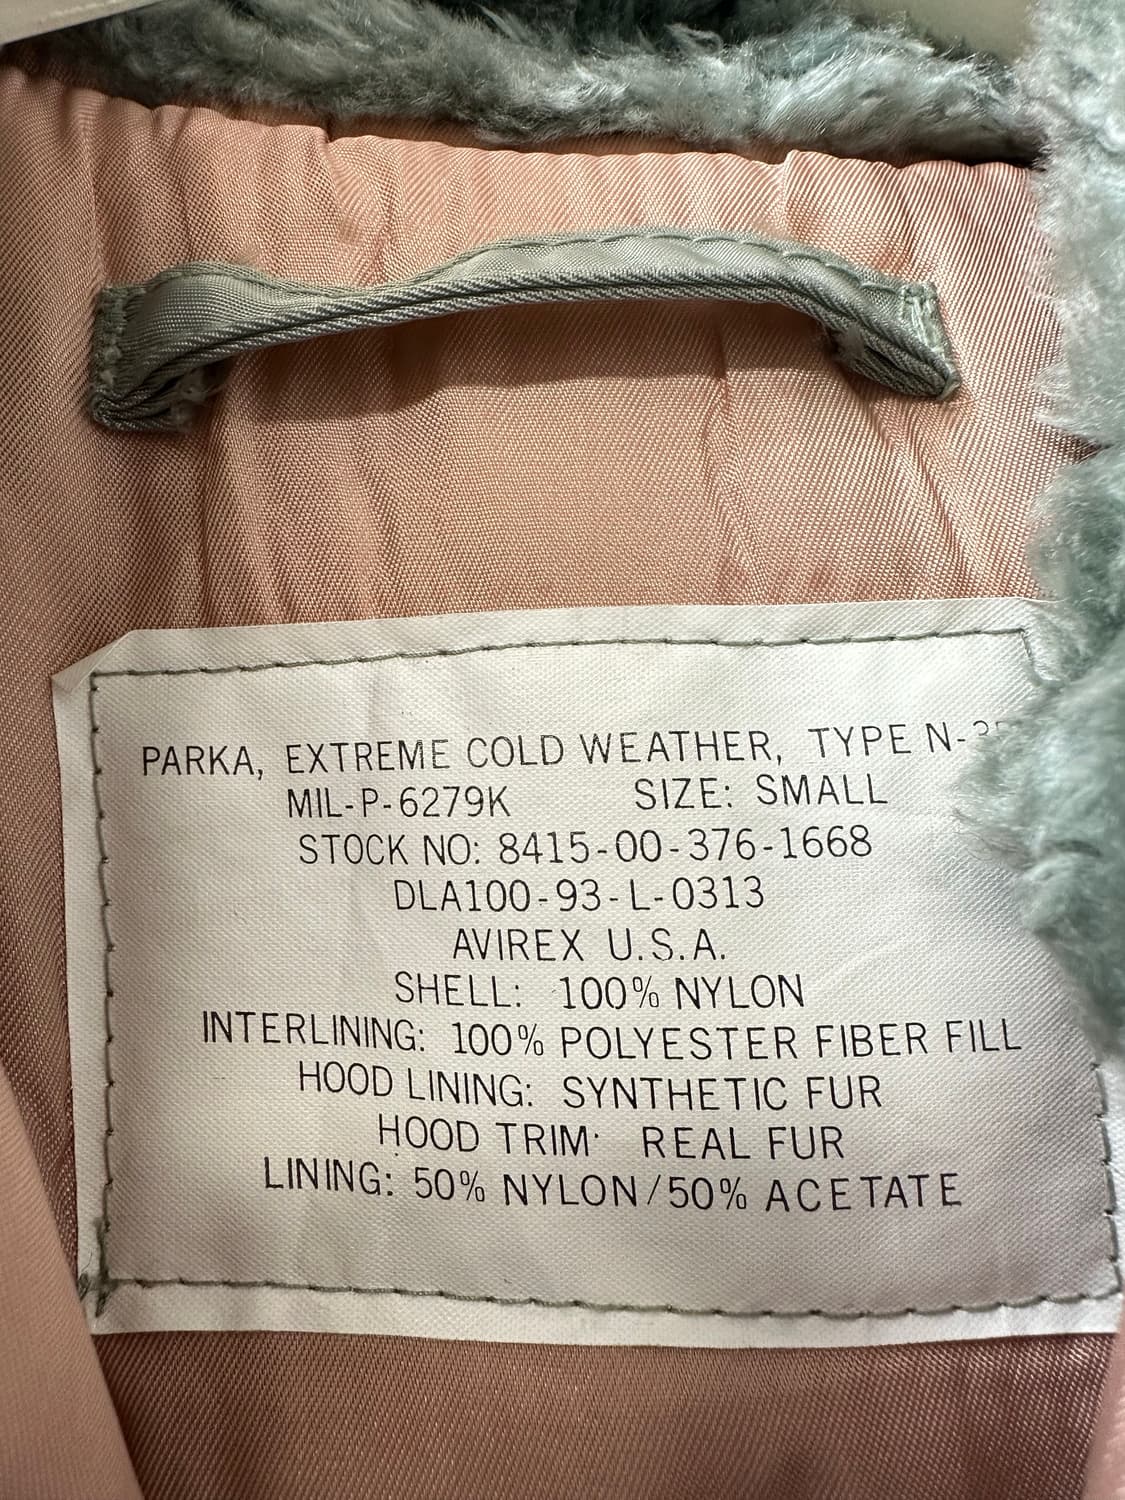 PARKA, EXTREME COLD WEATHER, TYPE N-
MIL-P-6279K SIZE: SMALL
STOCK NO: 8415-00-376-1668
DLA100-93-L-0313
AVIREX U.S.A.
SHELL: 100% NYLON
INTERLINING: 100% POLYESTER FIBER FILL
HOOD LINING: SYNTHETIC FUR
HOOD TRIM: REAL FUR
LINING: 50% NYLON/50% ACETATE